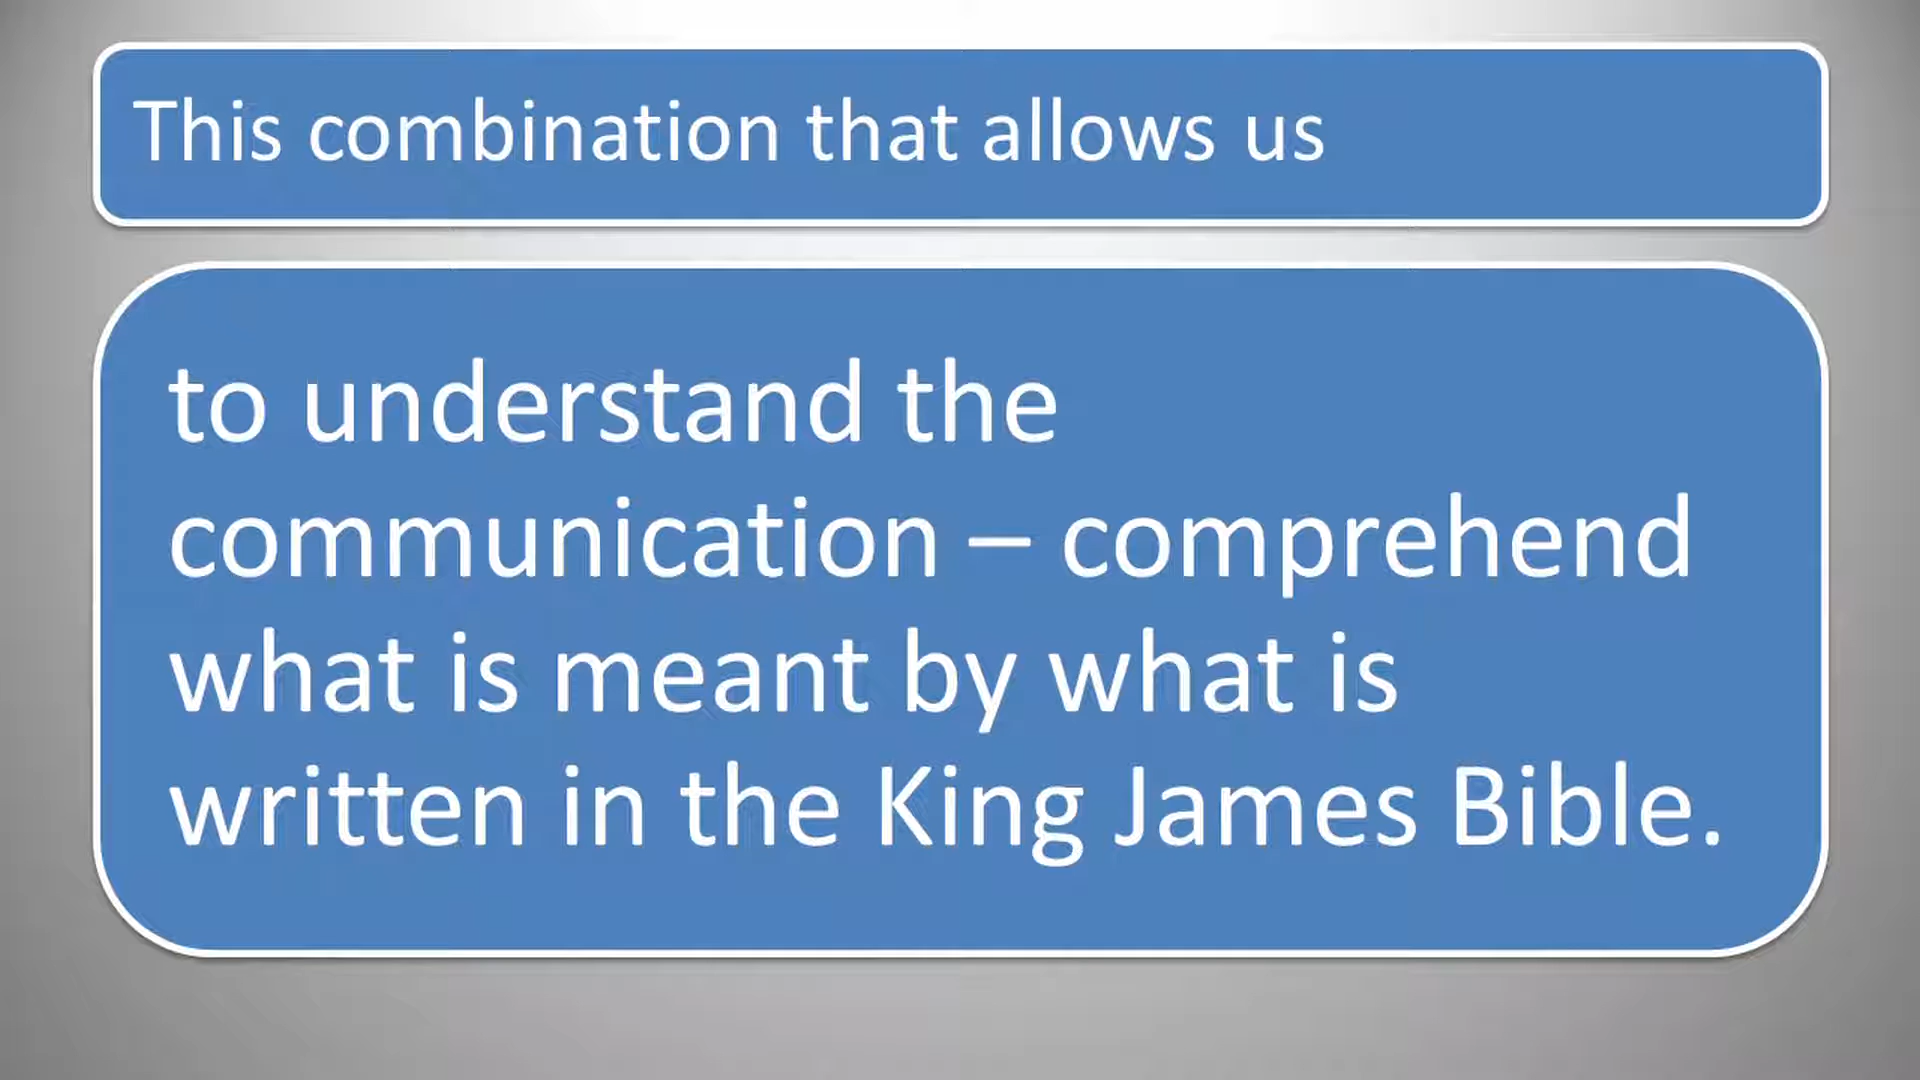 This combination that allows us
to understand the
communication – comprehend
what is meant by what is
written in the King James Bible.